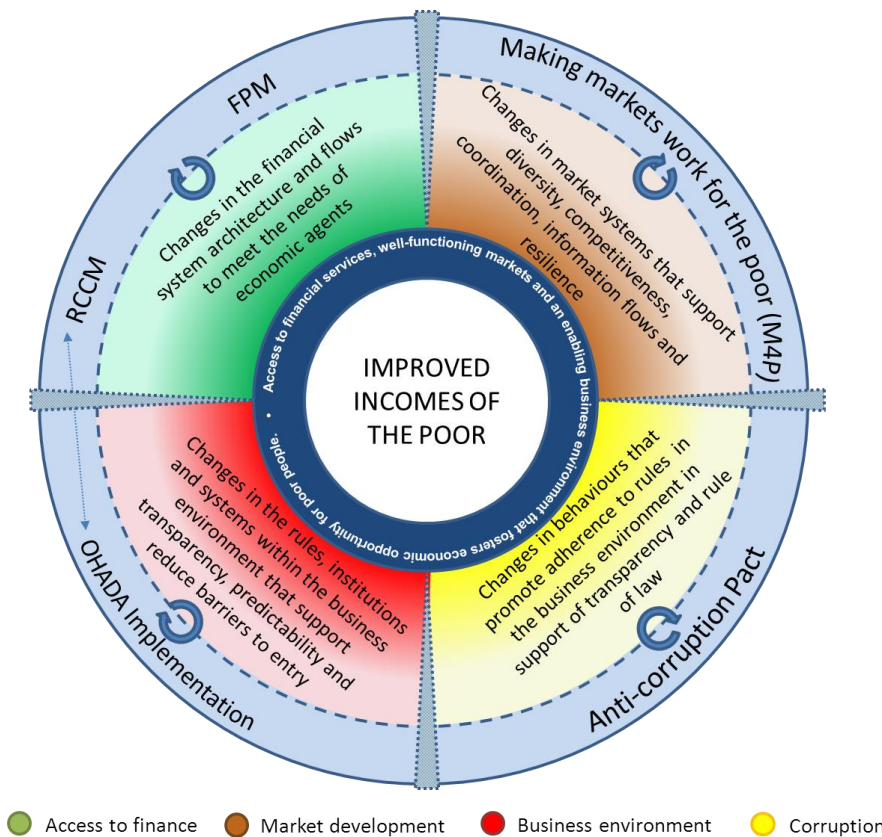 FPM
RCCM
Changes in the financial
system architecture and flows
to meet the needs of
economic agents
Making markets work for the poor (M4P)
Changes in market systems that support
diversity, competitiveness,
coordination, information flows and
resilience
Access to financial services, well-functioning markets and an enabling business environment that fosters economic opportunity for poor people. •
IMPROVED
INCOMES OF
THE POOR
OHADA Implementation
Changes in the rules, institutions
and systems within the business
environment that support
transparency, predictability and
reduce barriers to entry
Anti-corruption Pact
Changes in behaviours that
promote adherence to rules in
the business environment in
support of transparency and rule
of law
Access to finance
Market development
Business environment
Corruption